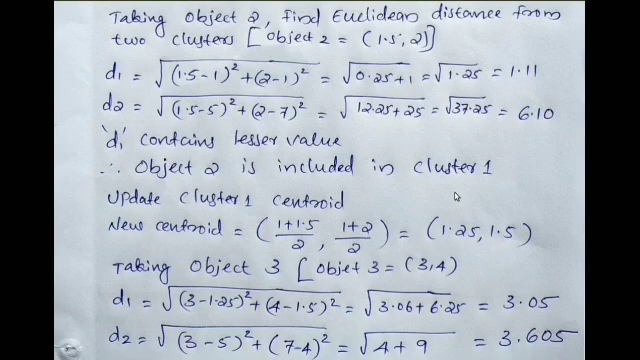 Taking Object 2, find Euclidean distance from
two clusters [Object 2 = (1.5, 2)]
d1 = √(1.5-1)² + (2-1)² = √0.25+1 = √1.25 = 1.11
d2 = √(1.5-5)² + (2-7)² = √12.25+25 = √37.25 = 6.10
'd1' contains lesser value
∴ Object 2 is included in cluster 1
Update cluster 1 centroid
New centroid = (1+1.5/2, 1+2/2) = (1.25, 1.5)
Taking Object 3 [Objet 3 = (3,4)
d1 = √(3-1.25)² + (4-1.5)² = √3.06+6.25 = 3.05
d2 = √(3-5)² + (7-4)² = √4+9 = 3.605